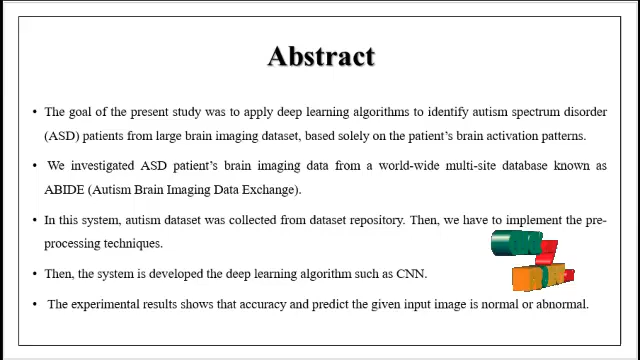 Abstract
• The goal of the present study was to apply deep learning algorithms to identify autism spectrum disorder
(ASD) patients from large brain imaging dataset, based solely on the patient's brain activation patterns.
• We investigated ASD patient's brain imaging data from a world-wide multi-site database known as
ABIDE (Autism Brain Imaging Data Exchange).
• In this system, autism dataset was collected from dataset repository. Then, we have to implement the pre-
processing techniques.
• Then, the system is developed the deep learning algorithm such as CNN.
• The experimental results shows that accuracy and predict the given input image is normal or abnormal.